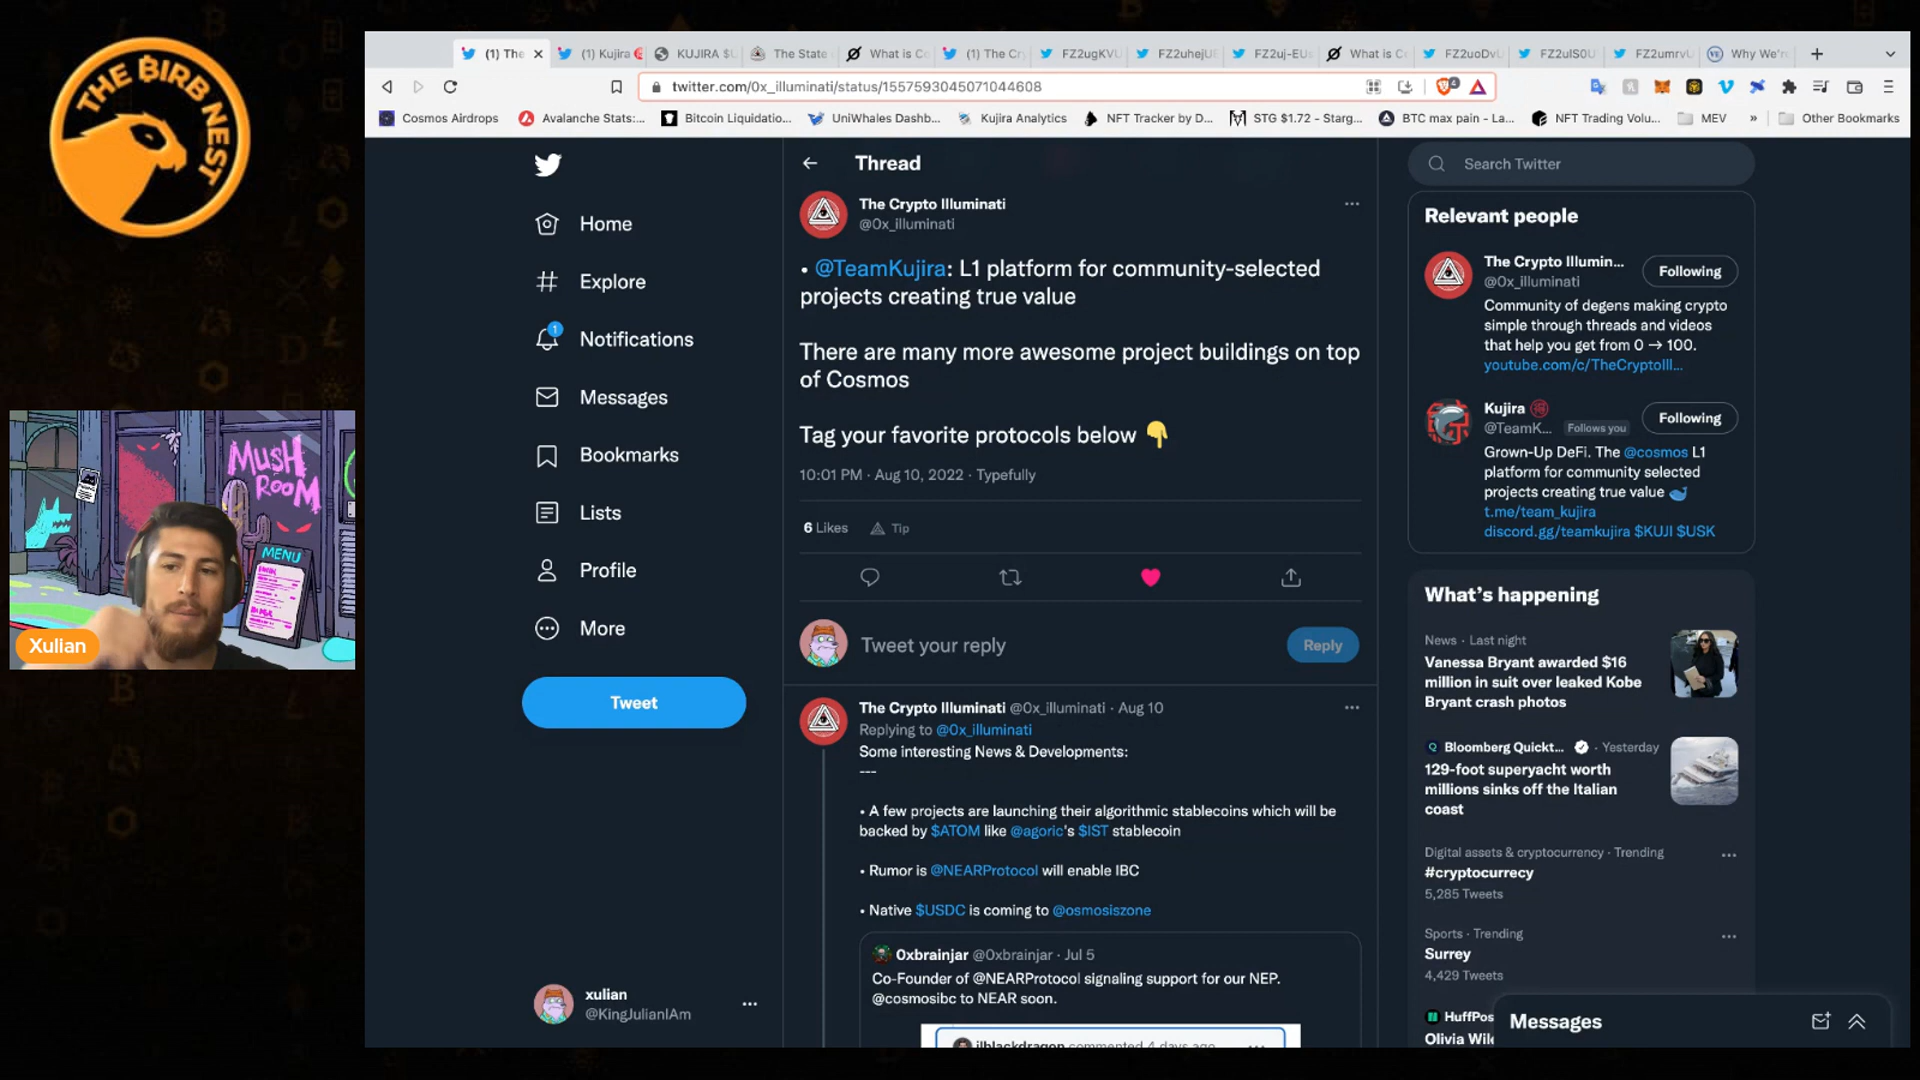 THE BIRB NEST
(1) The
(1) Kujira
KUJIRA $U
The State
What is Co
(1) The Cr
FZ2ugKVU
FZ2uhejUE
FZ2uj-EUs
What is Co
FZ2uoDvU
FZ2ulS0U
FZ2umrvU
Why We'r
twitter.com/0x_illuminati/status/1557593045071044608
Cosmos Airdrops
Avalanche Stats:...
Bitcoin Liquidatio...
UniWhales Dashb...
Kujira Analytics
NFT Tracker by D...
STG $1.72 - Starg...
BTC max pain - La...
NFT Trading Volu...
MEV
»
Other Bookmarks
Home
Explore
1
Notifications
Messages
Bookmarks
Lists
Profile
More
Tweet
xulian
@KingJulianIAm
Thread
The Crypto Illuminati
@0x_illuminati
• @TeamKujira: L1 platform for community-selected
projects creating true value
There are many more awesome project buildings on top
of Cosmos
Tag your favorite protocols below 👇
10:01 PM · Aug 10, 2022 · Typefully
6 Likes
Tip
Tweet your reply
Reply
The Crypto Illuminati @0x_illuminati · Aug 10
Replying to @0x_illuminati
Some interesting News & Developments:
---
• A few projects are launching their algorithmic stablecoins which will be
backed by $ATOM like @agoric's $IST stablecoin
• Rumor is @NEARProtocol will enable IBC
• Native $USDC is coming to @osmosiszone
0xbrainjar @0xbrainjar · Jul 5
Co-Founder of @NEARProtocol signaling support for our NEP.
@cosmosibc to NEAR soon.
ilblackdragon commented 4 days ago
Search Twitter
Relevant people
The Crypto Illumin...
@0x_illuminati
Following
Community of degens making crypto
simple through threads and videos
that help you get from 0 → 100.
youtube.com/c/TheCryptoIll...
Kujira
@TeamK...
Follows you
Following
Grown-Up DeFi. The @cosmos L1
platform for community selected
projects creating true value 🐳
t.me/team_kujira
discord.gg/teamkujira $KUJI $USK
What's happening
News · Last night
Vanessa Bryant awarded $16
million in suit over leaked Kobe
Bryant crash photos
Bloomberg Quickt... · Yesterday
129-foot superyacht worth
millions sinks off the Italian
coast
Digital assets & cryptocurrency · Trending
#cryptocurrecy
5,285 Tweets
Sports · Trending
Surrey
4,429 Tweets
HuffPos
Olivia Wil
Messages
MUSH
ROOM
MENU
Xulian